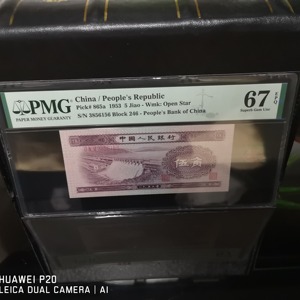 PMG
PAPER MONEY GUARANTY
China / People's Republic
Pick# 865a 1953 5 Jiao - Wmk: Open Star
S/N 3856156 Block 246 - People's Bank of China
67 EPQ
Superb Gem Unc
中国人民银行
伍角
HUAWEI P20
LEICA DUAL CAMERA | AI